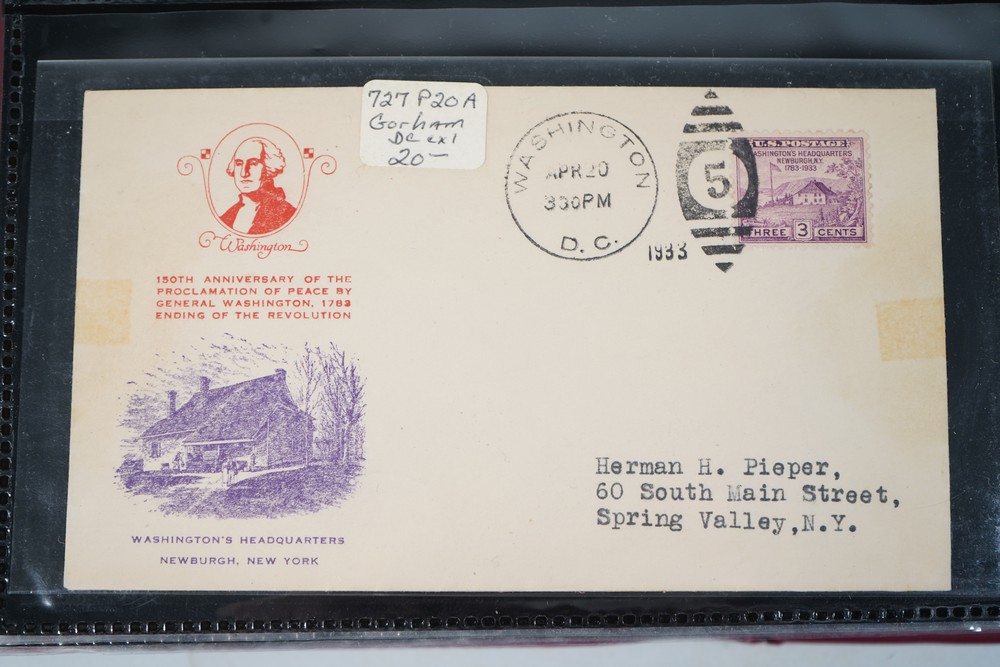 727 P20A
Gorham
DC ex1
20-
WASHINGTON
APR 20
330PM
D. C.
1933
5
U.S. POSTAGE
WASHINGTON'S HEADQUARTERS
NEWBURGH, N.Y.
1783-1933
THREE 3 CENTS
Washington
150TH ANNIVERSARY OF THE
PROCLAMATION OF PEACE BY
GENERAL WASHINGTON, 1783
ENDING OF THE REVOLUTION
WASHINGTON'S HEADQUARTERS
NEWBURGH, NEW YORK
Herman H. Pieper,
60 South Main Street,
Spring Valley,N.Y.